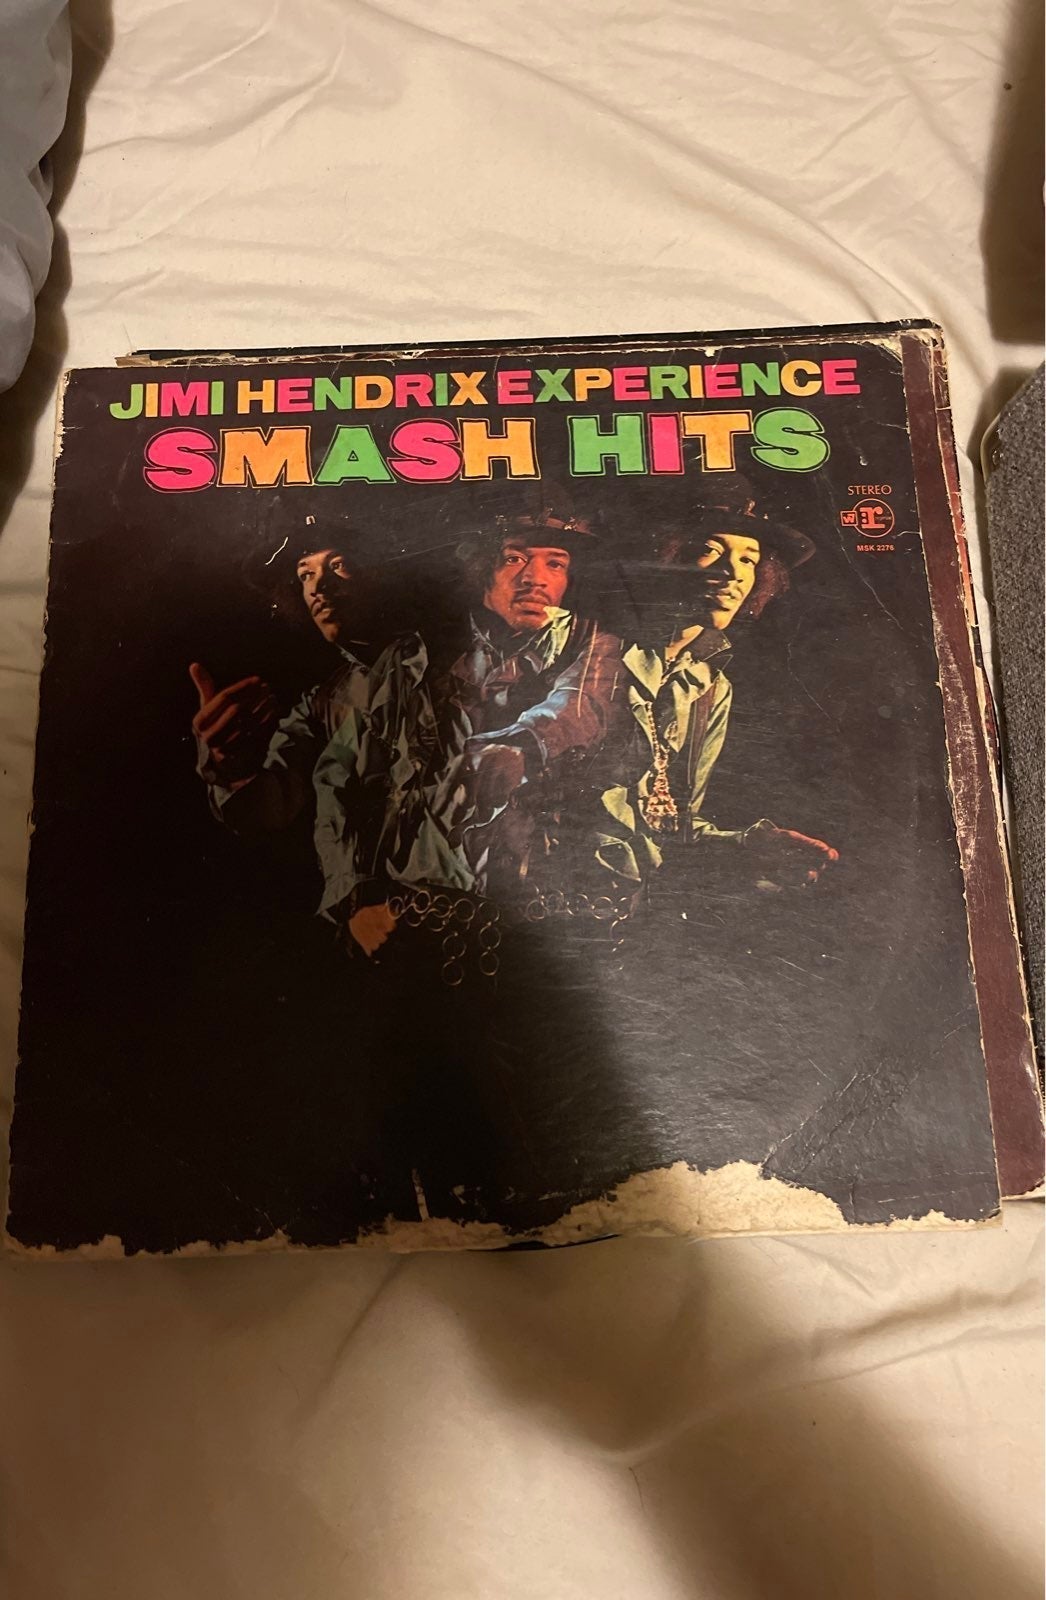 JIMI HENDRIX EXPERIENCE
SMASH HITS
STEREO
W r
MSK 2276